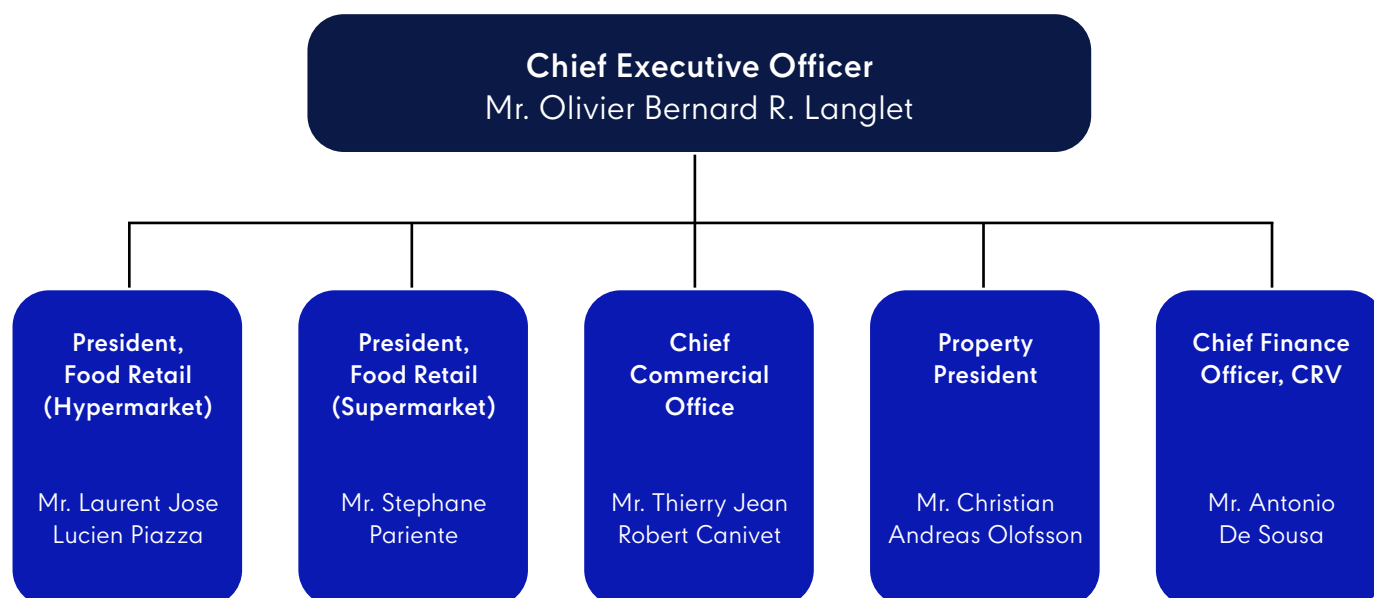 Chief Executive Officer
Mr. Olivier Bernard R. Langlet
President,
Food Retail
(Hypermarket)
Mr. Laurent Jose
Lucien Piazza
President,
Food Retail
(Supermarket)
Mr. Stephane
Pariente
Chief
Commercial
Office
Mr. Thierry Jean
Robert Canivet
Property
President
Mr. Christian
Andreas Olofsson
Chief Finance
Officer, CRV
Mr. Antonio
De Sousa